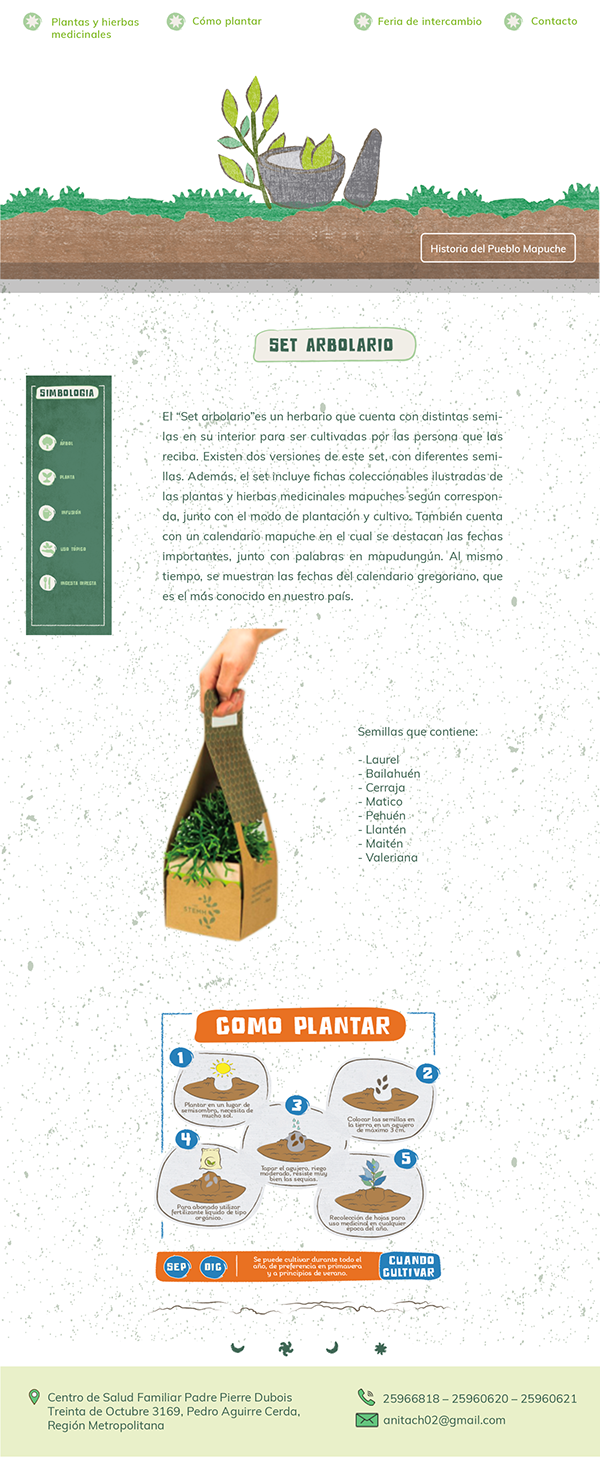 Plantas y hierbas
medicinales
Cómo plantar
Feria de intercambio
Contacto
Historia del Pueblo Mapuche
SET ARBOLARIO
SIMBOLOGIA
ÁRBOL
PLANTA
INFUSIÓN
USO TÓPICO
INGESTA DIRECTA
El “Set arbolario”es un herbario que cuenta con distintas semi-
las en su interior para ser cultivadas por las persona que las
reciba. Existen dos versiones de este set, con diferentes semi-
llas. Además, el set incluye fichas coleccionables ilustradas de
las plantas y hierbas medicinales mapuches según correspon-
da, junto con el modo de plantación y cultivo. También cuenta
con un calendario mapuche en el cual se destacan las fechas
importantes, junto con palabras en mapudungún. Al mismo
tiempo, se muestran las fechas del calendario gregoriano, que
es el más conocido en nuestro país.
STEMM
Semillas que contiene:
- Laurel
- Bailahuén
- Cerraja
- Matico
- Pehuén
- Llantén
- Maitén
- Valeriana
COMO PLANTAR
1
Plantar en un lugar de
semisombra, necesita de
mucho sol.
2
Colocar las semillas en
la tierra, en un agujero
de máximo 3 cm.
3
Tapar el agujero, riego
moderado, resiste muy
bien las sequías.
4
Para abonado utilizar
fertilizante líquido de tipo
orgánico.
5
Recolección de hojas para
uso medicinal en cualquier
época del año.
SEP
DIC
Se puede cultivar durante todo el
año, de preferencia en primavera
y a principios de verano.
CUANDO
CULTIVAR
Centro de Salud Familiar Padre Pierre Dubois
Treinta de Octubre 3169, Pedro Aguirre Cerda,
Región Metropolitana
25966818 – 25960620 – 25960621
anitach02@gmail.com